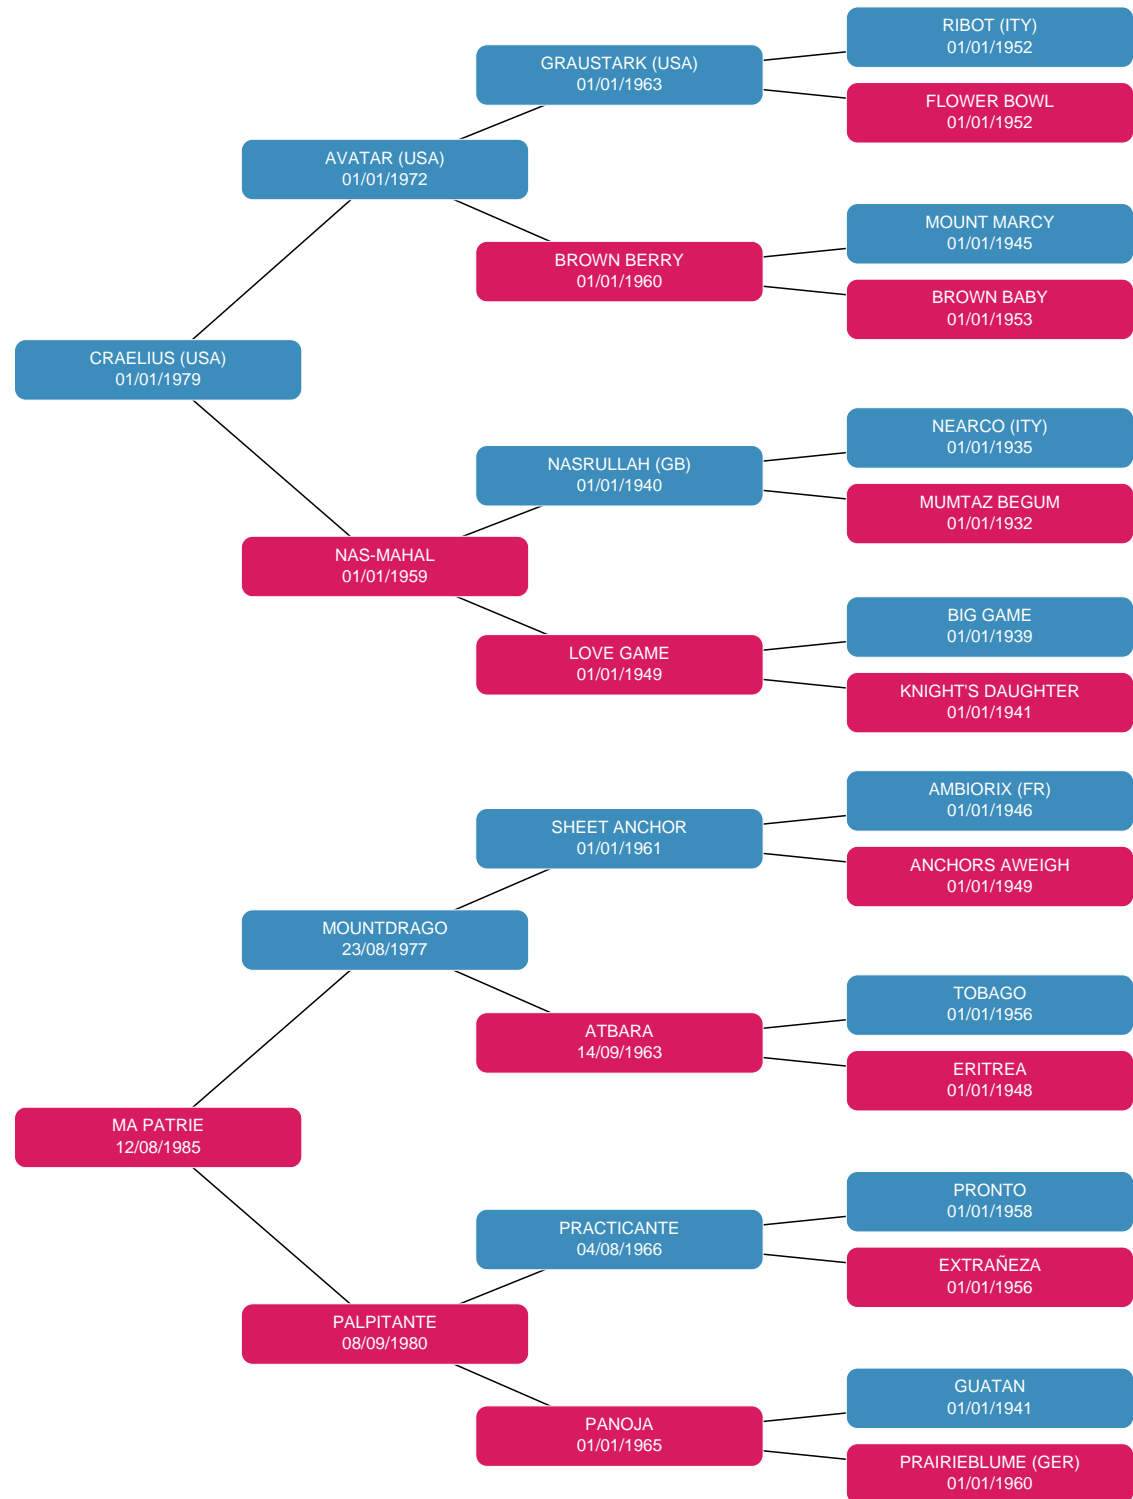 RIBOT (ITY)
01/01/1952
GRAUSTARK (USA)
01/01/1963
FLOWER BOWL
01/01/1952
AVATAR (USA)
01/01/1972
MOUNT MARCY
01/01/1945
BROWN BERRY
01/01/1960
BROWN BABY
01/01/1953
CRAELIUS (USA)
01/01/1979
NEARCO (ITY)
01/01/1935
NASRULLAH (GB)
01/01/1940
MUMTAZ BEGUM
01/01/1932
NAS-MAHAL
01/01/1959
BIG GAME
01/01/1939
LOVE GAME
01/01/1949
KNIGHT'S DAUGHTER
01/01/1941
AMBIORIX (FR)
01/01/1946
SHEET ANCHOR
01/01/1961
ANCHORS AWEIGH
01/01/1949
MOUNTDRAGO
23/08/1977
TOBAGO
01/01/1956
ATBARA
14/09/1963
ERITREA
01/01/1948
MA PATRIE
12/08/1985
PRONTO
01/01/1958
PRACTICANTE
04/08/1966
EXTRAÑEZA
01/01/1956
PALPITANTE
08/09/1980
GUATAN
01/01/1941
PANOJA
01/01/1965
PRAIRIEBLUME (GER)
01/01/1960